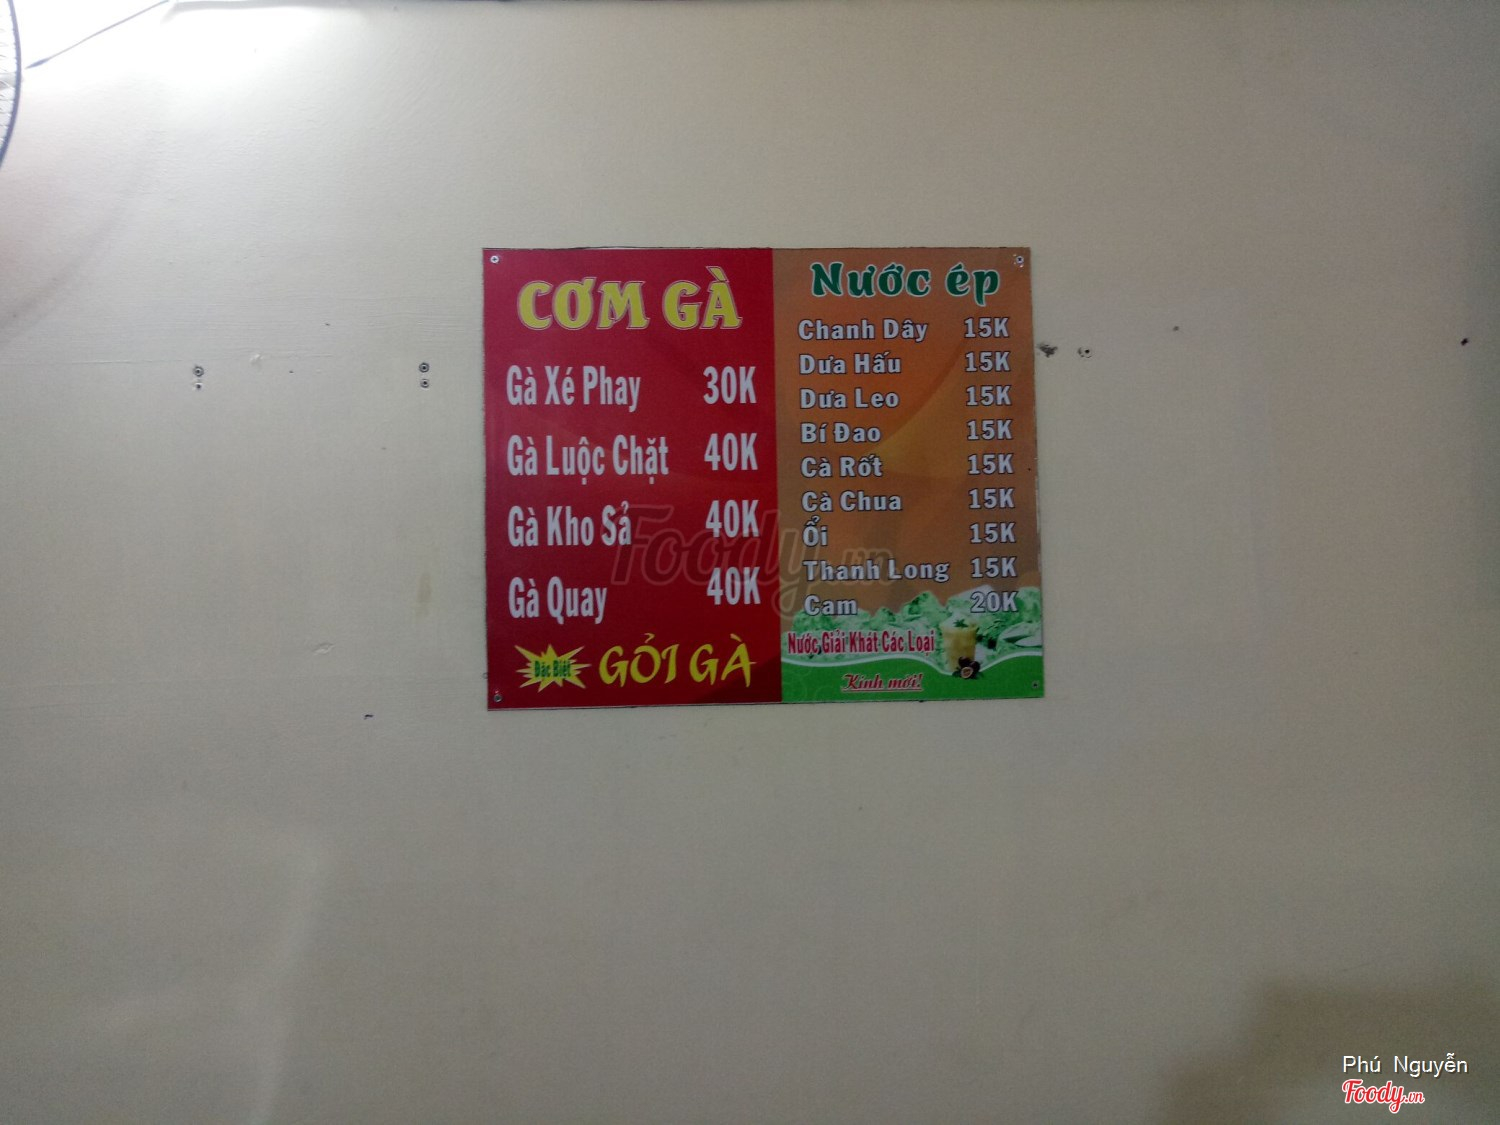 CƠM GÀ
Gà Xé Phay 30K
Gà Luộc Chặt 40K
Gà Kho Sả 40K
Gà Quay 40K
Đặc Biệt GỎI GÀ
Nước ép
Chanh Dây 15K
Dưa Hấu 15K
Dưa Leo 15K
Bí Đao 15K
Cà Rốt 15K
Cà Chua 15K
Ổi 15K
Thanh Long 15K
Cam 20K
Nước Giải Khát Các Loại
Kính mời!
Foody.vn
Phú Nguyễn
Foody.vn